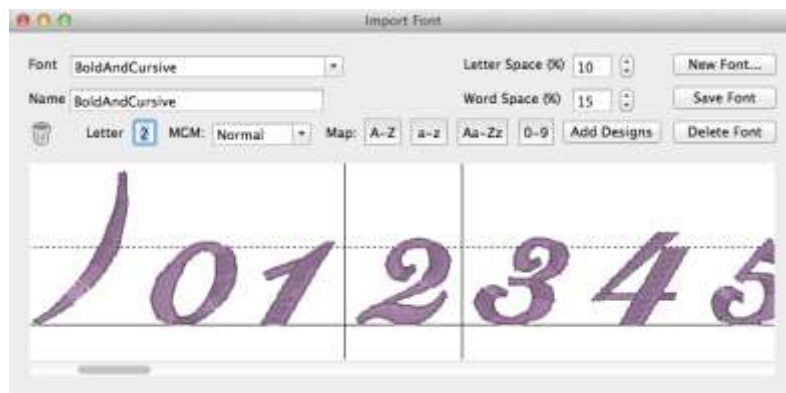 Import Font
Font BoldAndCursive Letter Space (%) 10 New Font...
Name BoldAndCursive Word Space (%) 15 Save Font
Letter 2 MCM: Normal Map: A-Z a-z Aa-Zz 0-9 Add Designs Delete Font
) 0 1 2 3 4 5